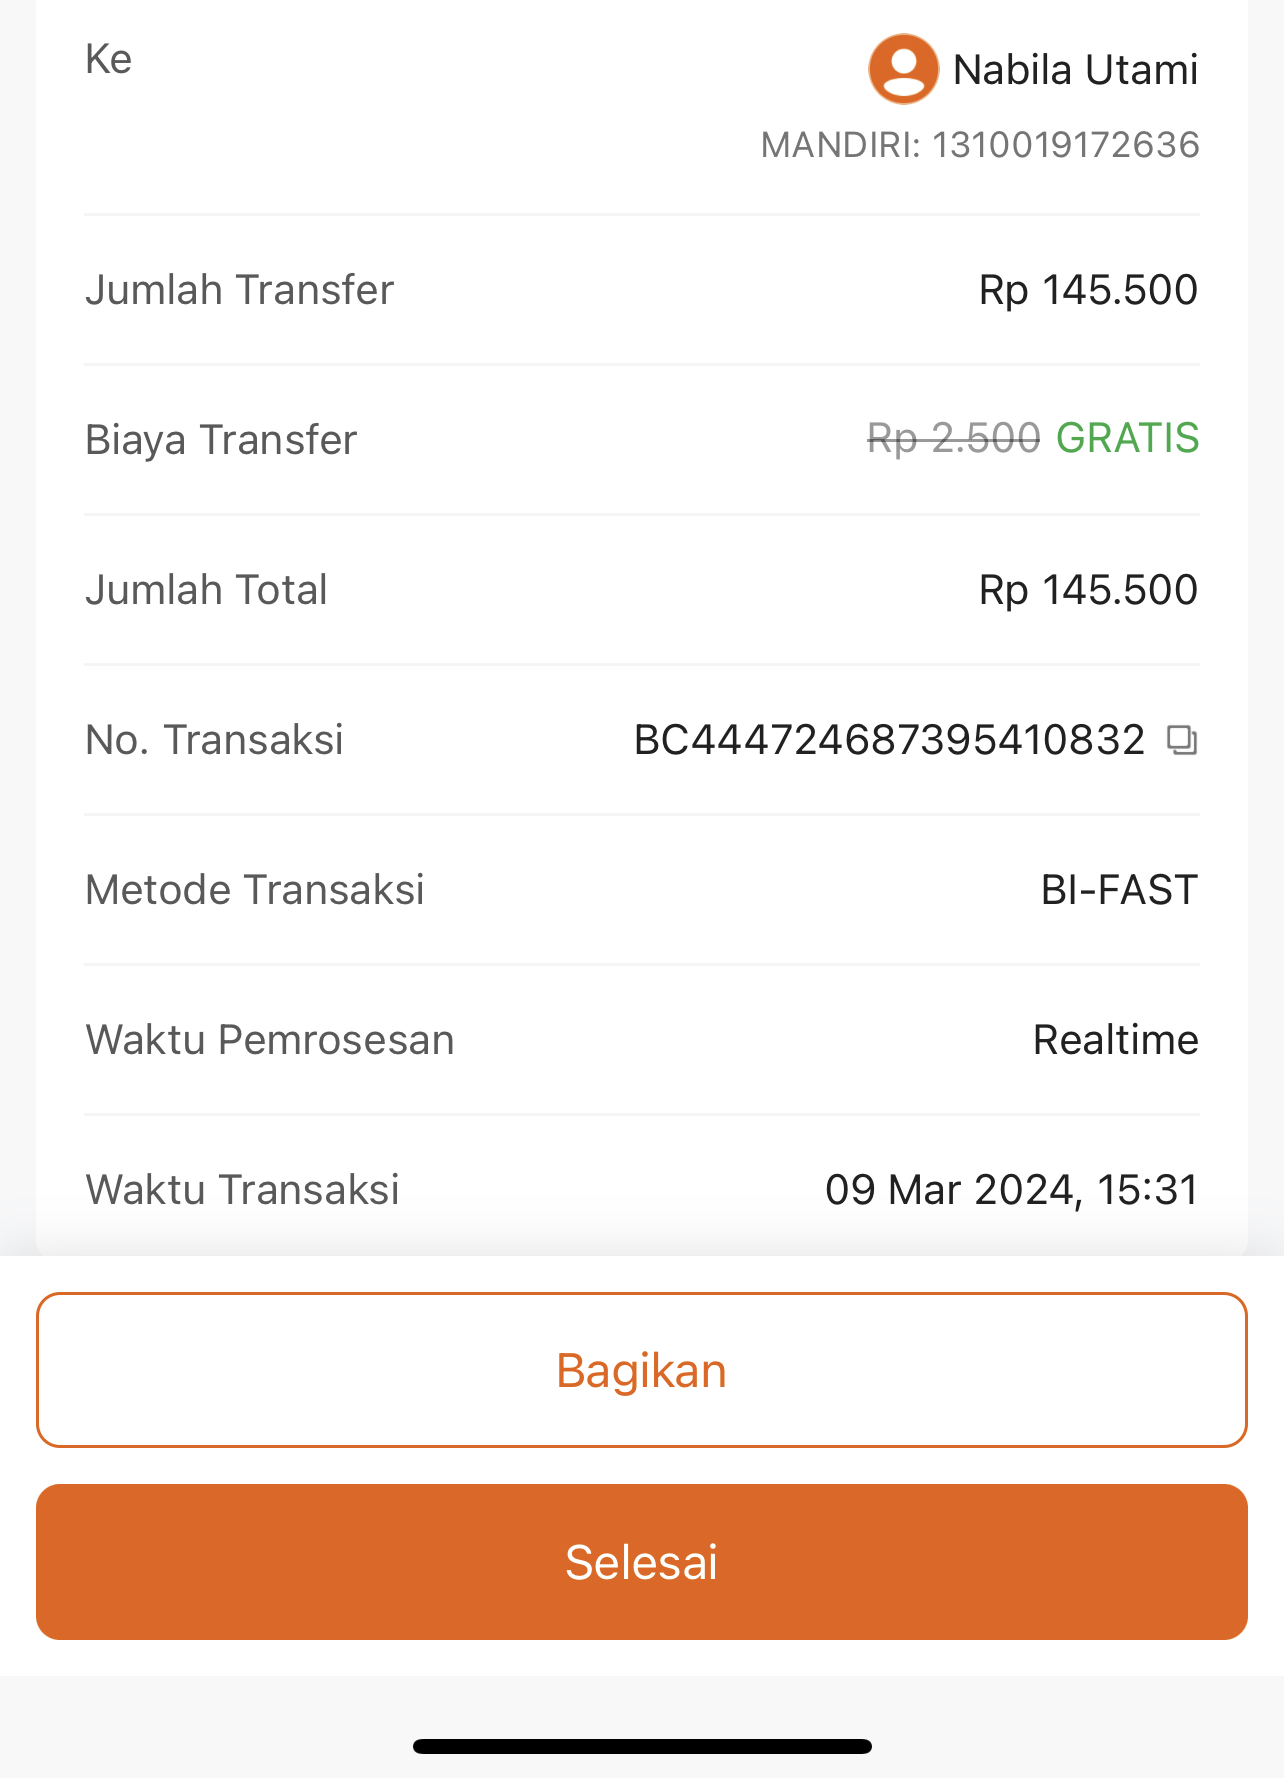 Ke
Nabila Utami
MANDIRI: 1310019172636
Jumlah Transfer
Rp 145.500
Biaya Transfer
Rp 2.500 GRATIS
Jumlah Total
Rp 145.500
No. Transaksi
BC444724687395410832
Metode Transaksi
BI-FAST
Waktu Pemrosesan
Realtime
Waktu Transaksi
09 Mar 2024, 15:31
Bagikan
Selesai